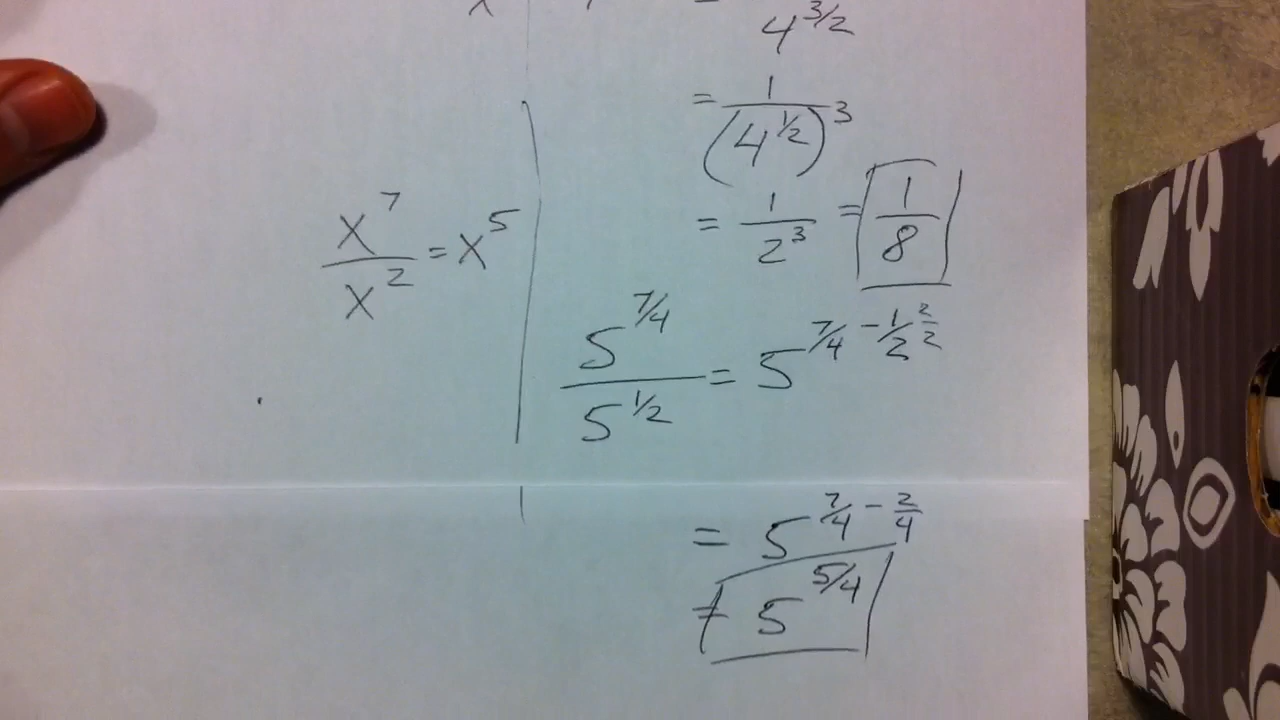 4^{3/2}
= 1/(4^{1/2})^3
= 1/2^3 = 1/8
x^7/x^2 = x^5
5^{7/4}/5^{1/2} = 5^{7/4 - 1/2 2/2}
= 5^{7/4 - 2/4}
= 5^{5/4}